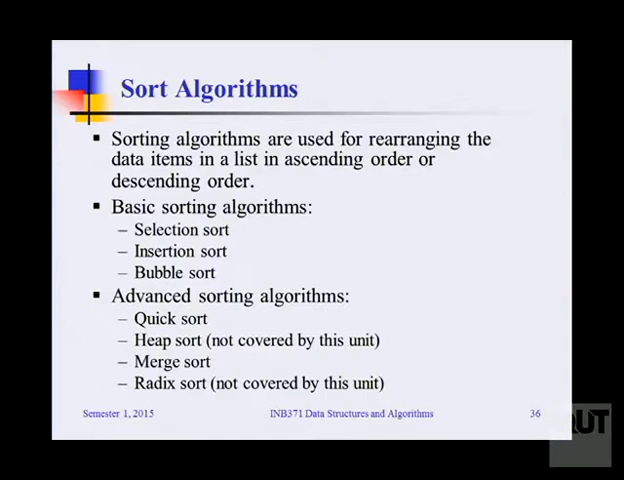 Sort Algorithms
▪ Sorting algorithms are used for rearranging the
data items in a list in ascending order or
descending order.
▪ Basic sorting algorithms:
– Selection sort
– Insertion sort
– Bubble sort
▪ Advanced sorting algorithms:
– Quick sort
– Heap sort (not covered by this unit)
– Merge sort
– Radix sort (not covered by this unit)
Semester 1, 2015 INB371 Data Structures and Algorithms 36
QUT